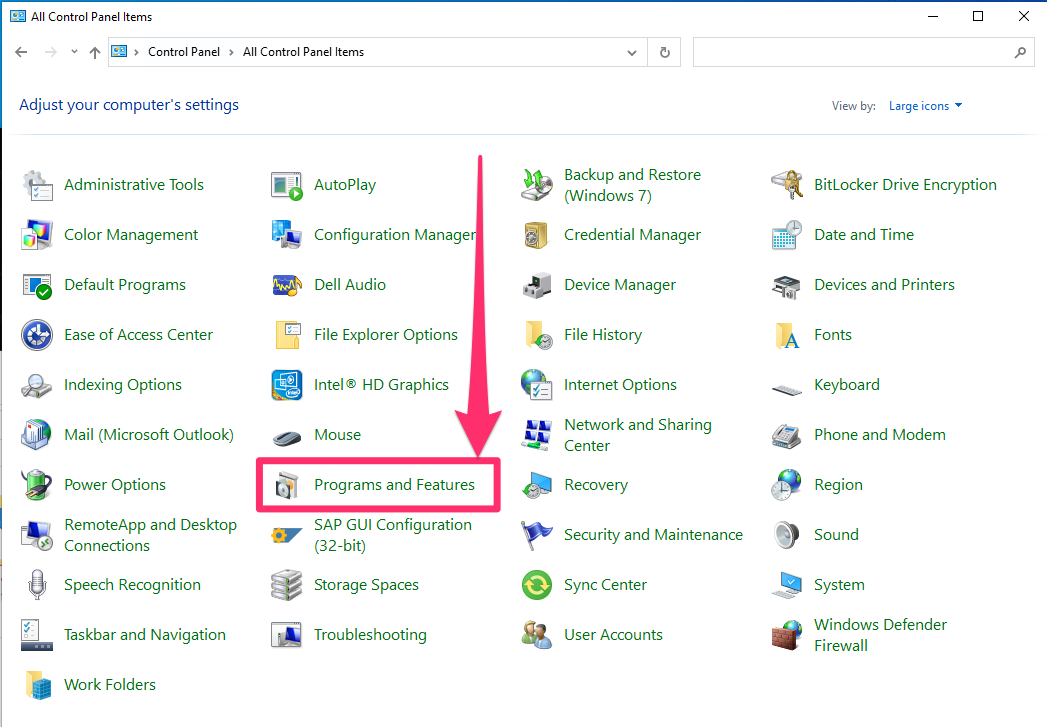 All Control Panel Items
Control Panel > All Control Panel Items
Adjust your computer's settings
View by: Large icons
Administrative Tools
AutoPlay
Backup and Restore
(Windows 7)
BitLocker Drive Encryption
Color Management
Configuration Manager
Credential Manager
Date and Time
Default Programs
Dell Audio
Device Manager
Devices and Printers
Ease of Access Center
File Explorer Options
File History
Fonts
Indexing Options
Intel® HD Graphics
Internet Options
Keyboard
Mail (Microsoft Outlook)
Mouse
Network and Sharing
Center
Phone and Modem
Power Options
Programs and Features
Recovery
Region
RemoteApp and Desktop
Connections
SAP GUI Configuration
(32-bit)
Security and Maintenance
Sound
Speech Recognition
Storage Spaces
Sync Center
System
Taskbar and Navigation
Troubleshooting
User Accounts
Windows Defender
Firewall
Work Folders